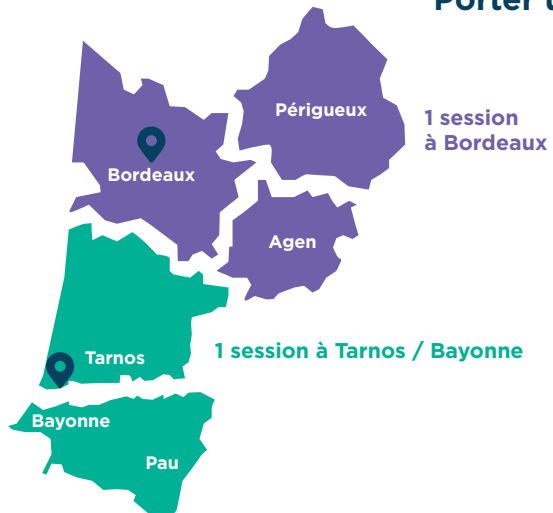 Porter
Périgueux
1 session
à Bordeaux
Bordeaux
Agen
Tarnos
1 session à Tarnos / Bayonne
Bayonne
Pau